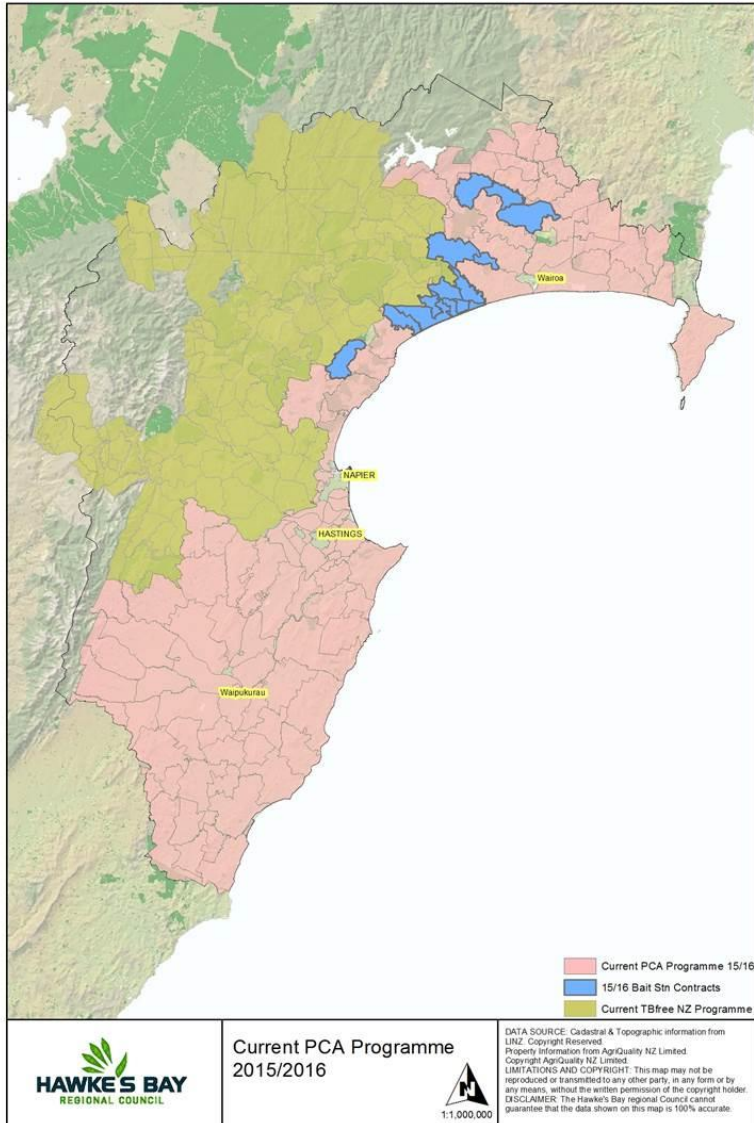 Wairoa
NAPIER
HASTINGS
Waipukurau
Current PCA Programme 15/16
15/16 Bait Stn Contracts
Current TBfree NZ Programme
HAWKE'S BAY
REGIONAL COUNCIL
Current PCA Programme
2015/2016
N
1:1,000,000
DATA SOURCE: Cadastral & Topographic information from
LINZ. Copyright Reserved.
Property Information from AgriQuality NZ Limited.
Copyright AgriQuality NZ Limited.
LIMITATIONS AND COPYRIGHT: This map may not be
reproduced or transmitted to any other party, in any form or by
any means, without the written permission of the copyright holder.
DISCLAIMER: The Hawke's Bay regional Council cannot
guarantee that the data shown on this map is 100% accurate.